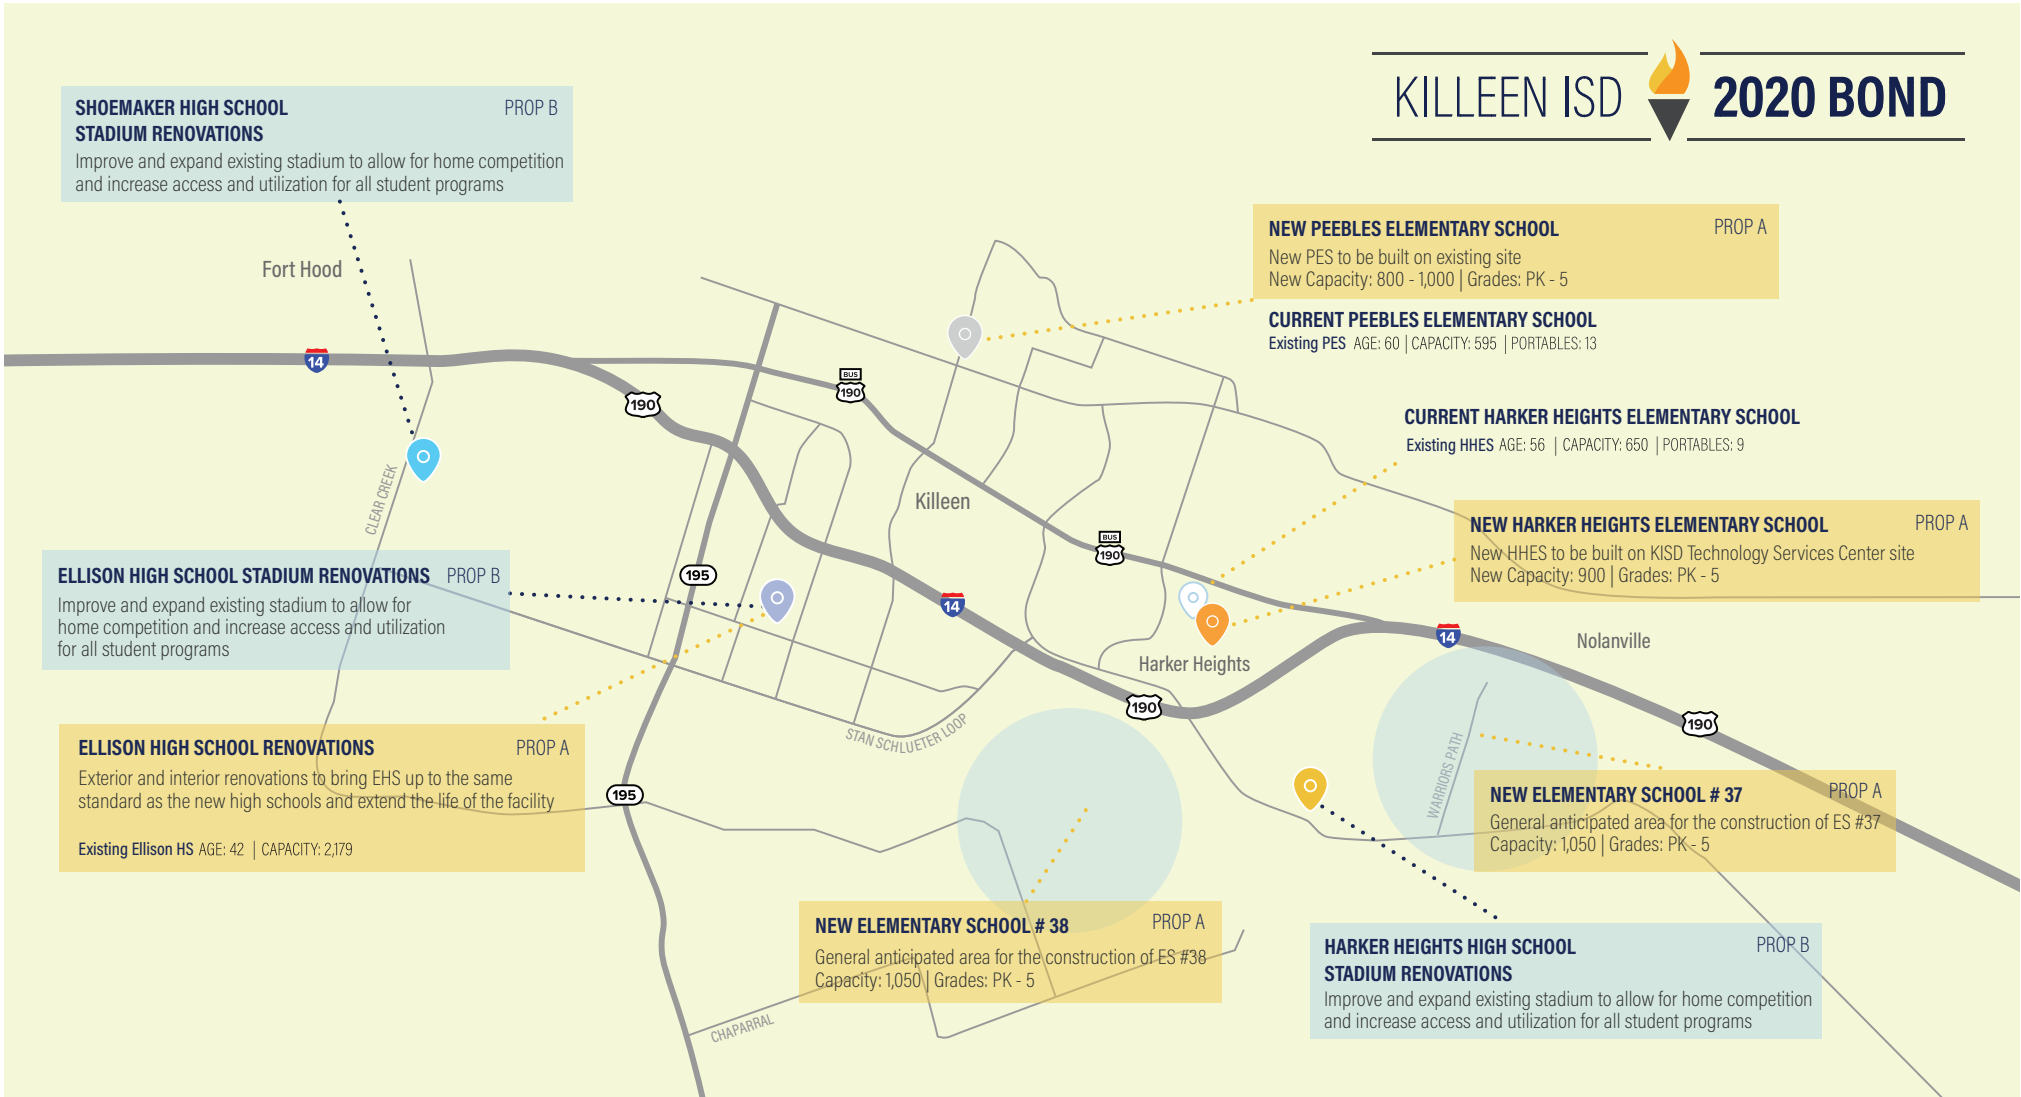 KILLEEN ISD 2020 BOND
SHOEMAKER HIGH SCHOOL PROP B
STADIUM RENOVATIONS
Improve and expand existing stadium to allow for home competition
and increase access and utilization for all student programs
NEW PEEBLES ELEMENTARY SCHOOL PROP A
New PES to be built on existing site
New Capacity: 800 - 1,000 | Grades: PK - 5
CURRENT PEEBLES ELEMENTARY SCHOOL
Existing PES AGE: 60 | CAPACITY: 595 | PORTABLES: 13
Fort Hood
14
190
BUS
190
CURRENT HARKER HEIGHTS ELEMENTARY SCHOOL
Existing HHES AGE: 56 | CAPACITY: 650 | PORTABLES: 9
CLEAR CREEK
Killeen
NEW HARKER HEIGHTS ELEMENTARY SCHOOL PROP A
New HHES to be built on KISD Technology Services Center site
New Capacity: 900 | Grades: PK - 5
BUS
190
ELLISON HIGH SCHOOL STADIUM RENOVATIONS PROP B
Improve and expand existing stadium to allow for
home competition and increase access and utilization
for all student programs
195
14
14
Nolanville
Harker Heights
190
190
STAN SCHLUETER LOOP
ELLISON HIGH SCHOOL RENOVATIONS PROP A
Exterior and interior renovations to bring EHS up to the same
standard as the new high schools and extend the life of the facility
Existing Ellison HS AGE: 42 | CAPACITY: 2,179
195
WARRIORS PATH
NEW ELEMENTARY SCHOOL # 37 PROP A
General anticipated area for the construction of ES #37
Capacity: 1,050 | Grades: PK - 5
NEW ELEMENTARY SCHOOL # 38 PROP A
General anticipated area for the construction of ES #38
Capacity: 1,050 | Grades: PK - 5
HARKER HEIGHTS HIGH SCHOOL PROP B
STADIUM RENOVATIONS
Improve and expand existing stadium to allow for home competition
and increase access and utilization for all student programs
CHAPARRAL